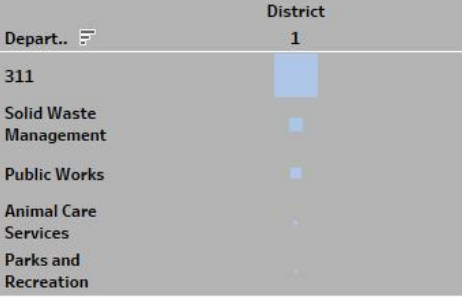 District
Depart..
1
311
Solid Waste
Management
Public Works
Animal Care
Services
Parks and
Recreation